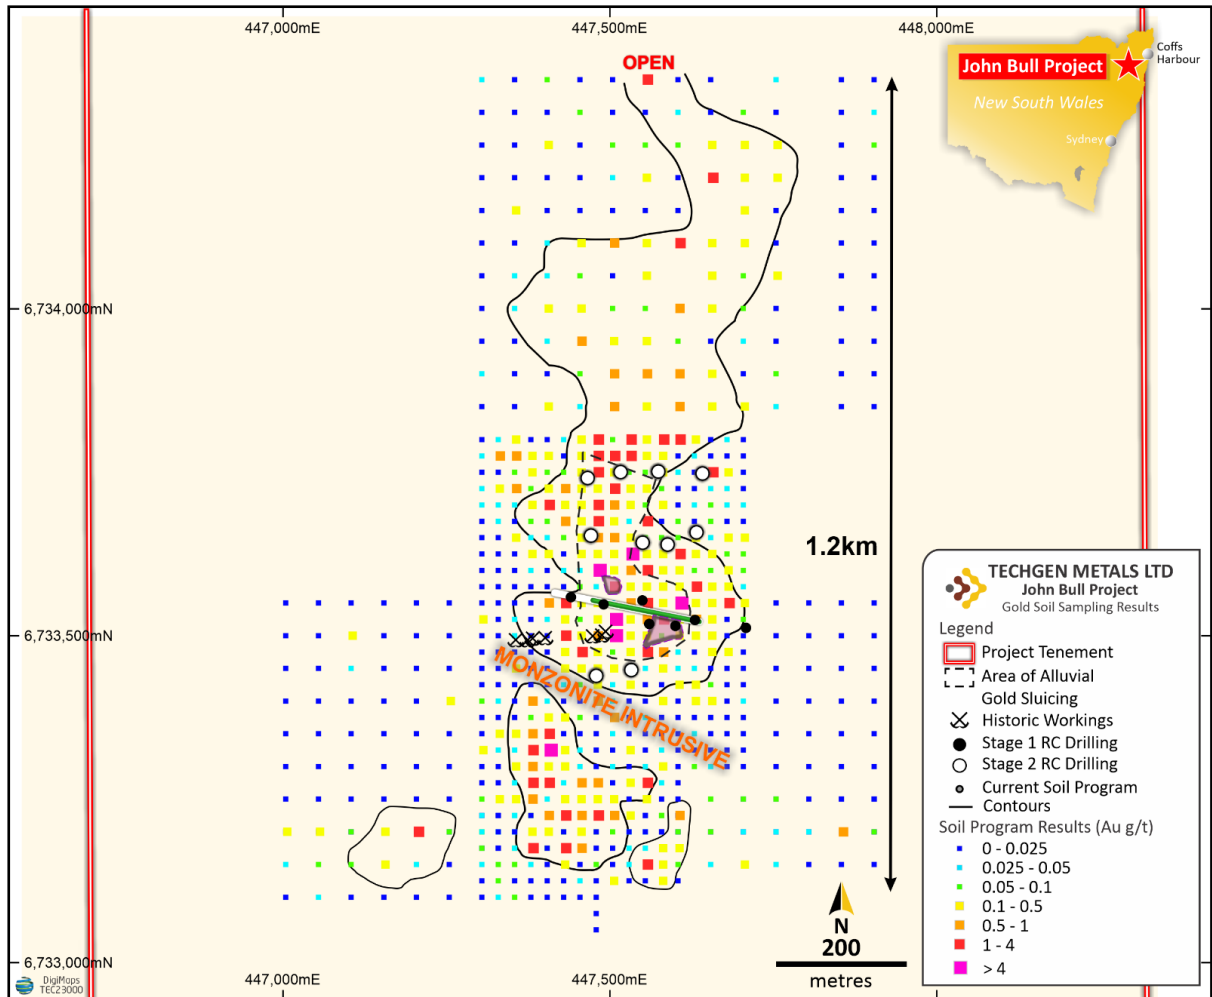 447,000mE
447,500mE
448,000mE
OPEN
John Bull Project
Coffs
Harbour
New South Wales
Sydney
6,734,000mN
1.2km
6,733,500mN
MONZONITE INTRUSIVE
TECHGEN METALS LTD
John Bull Project
Gold Soil Sampling Results
Legend
Project Tenement
Area of Alluvial
Gold Sluicing
Historic Workings
Stage 1 RC Drilling
Stage 2 RC Drilling
Current Soil Program
Contours
Soil Program Results (Au g/t)
0 - 0.025
0.025 - 0.05
0.05 - 0.1
0.1 - 0.5
0.5 - 1
1 - 4
> 4
N
200
metres
6,733,000mN
DigiMaps
TEC23000
447,000mE
447,500mE